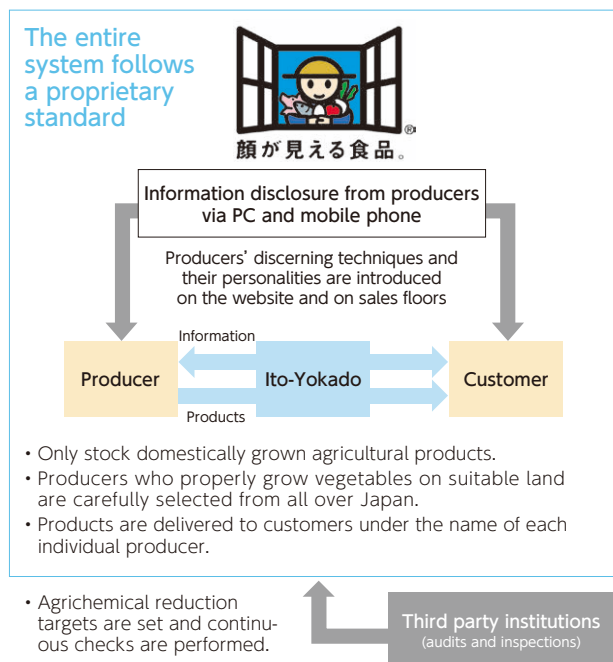 The entire
system follows
a proprietary
standard
®
顔が見える食品。
Information disclosure from producers
via PC and mobile phone
Producers’ discerning techniques and
their personalities are introduced
on the website and on sales floors
Information
Producer
Ito-Yokado
Customer
Products
・Only stock domestically grown agricultural products.
・Producers who properly grow vegetables on suitable land
are carefully selected from all over Japan.
・Products are delivered to customers under the name of each
individual producer.
・Agrichemical reduction
targets are set and continu-
ous checks are performed.
Third party institutions
(audits and inspections)